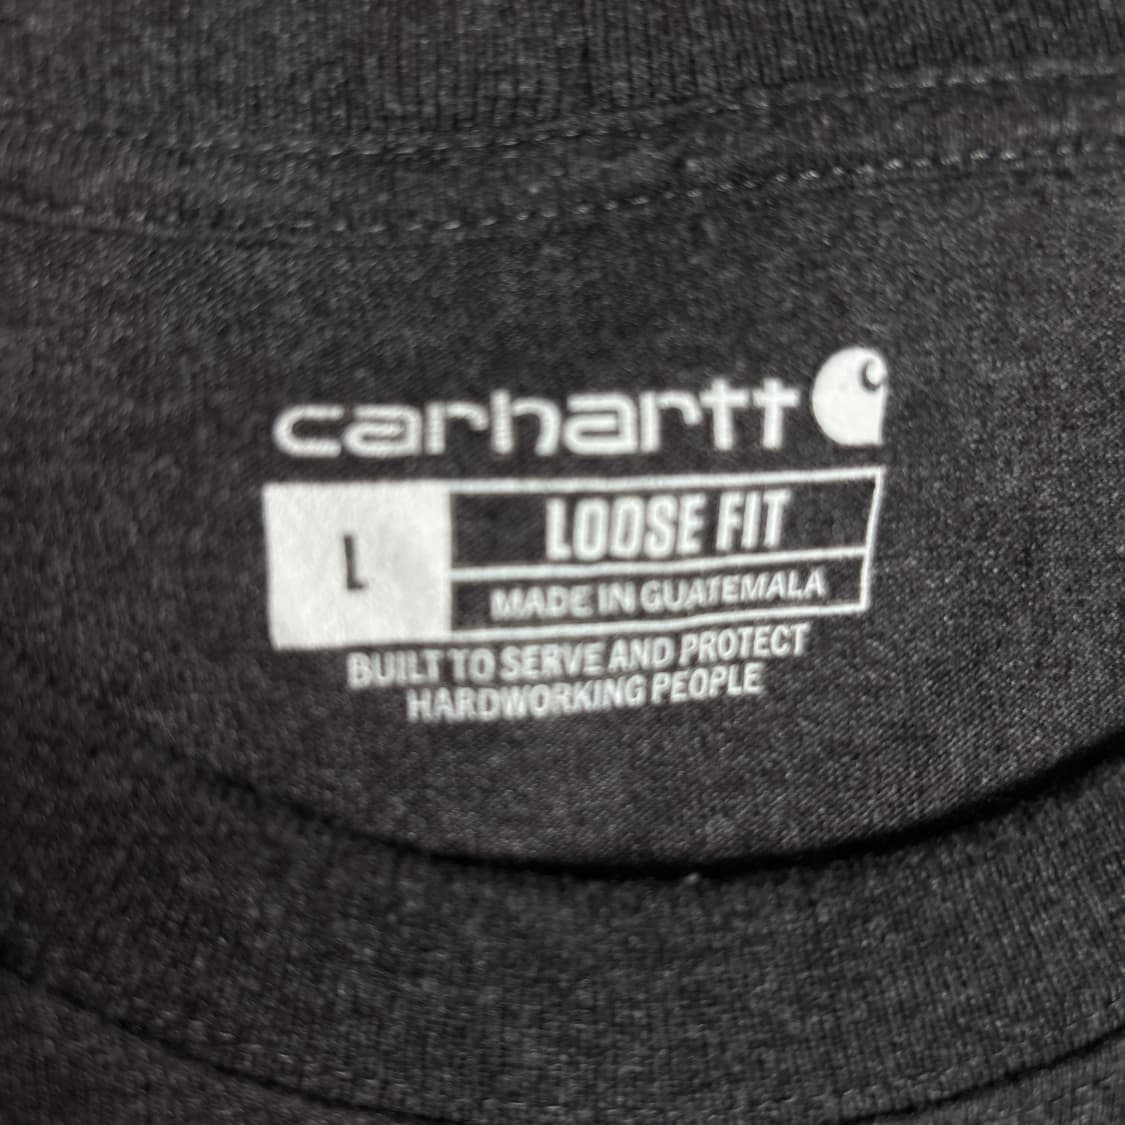 carhartt
L
LOOSE FIT
MADE IN GUATEMALA
BUILT TO SERVE AND PROTECT
HARDWORKING PEOPLE